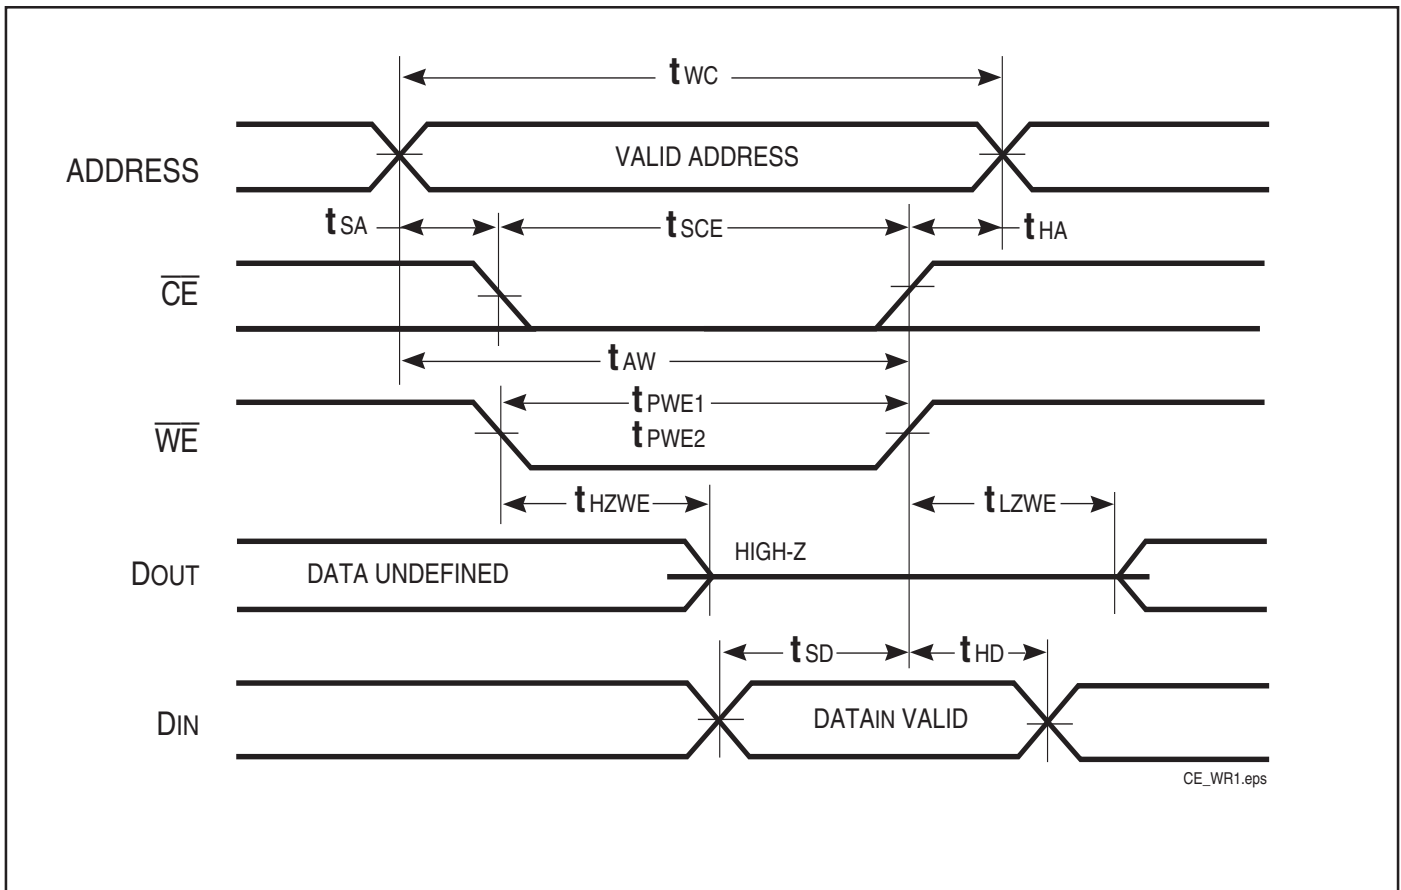 tWC
ADDRESS
VALID ADDRESS
tSA
tSCE
tHA
CE
tAW
WE
tPWE1
tPWE2
tHZWE
tLZWE
DOUT
DATA UNDEFINED
HIGH-Z
tSD
tHD
DIN
DATAIN VALID
CE_WR1.eps